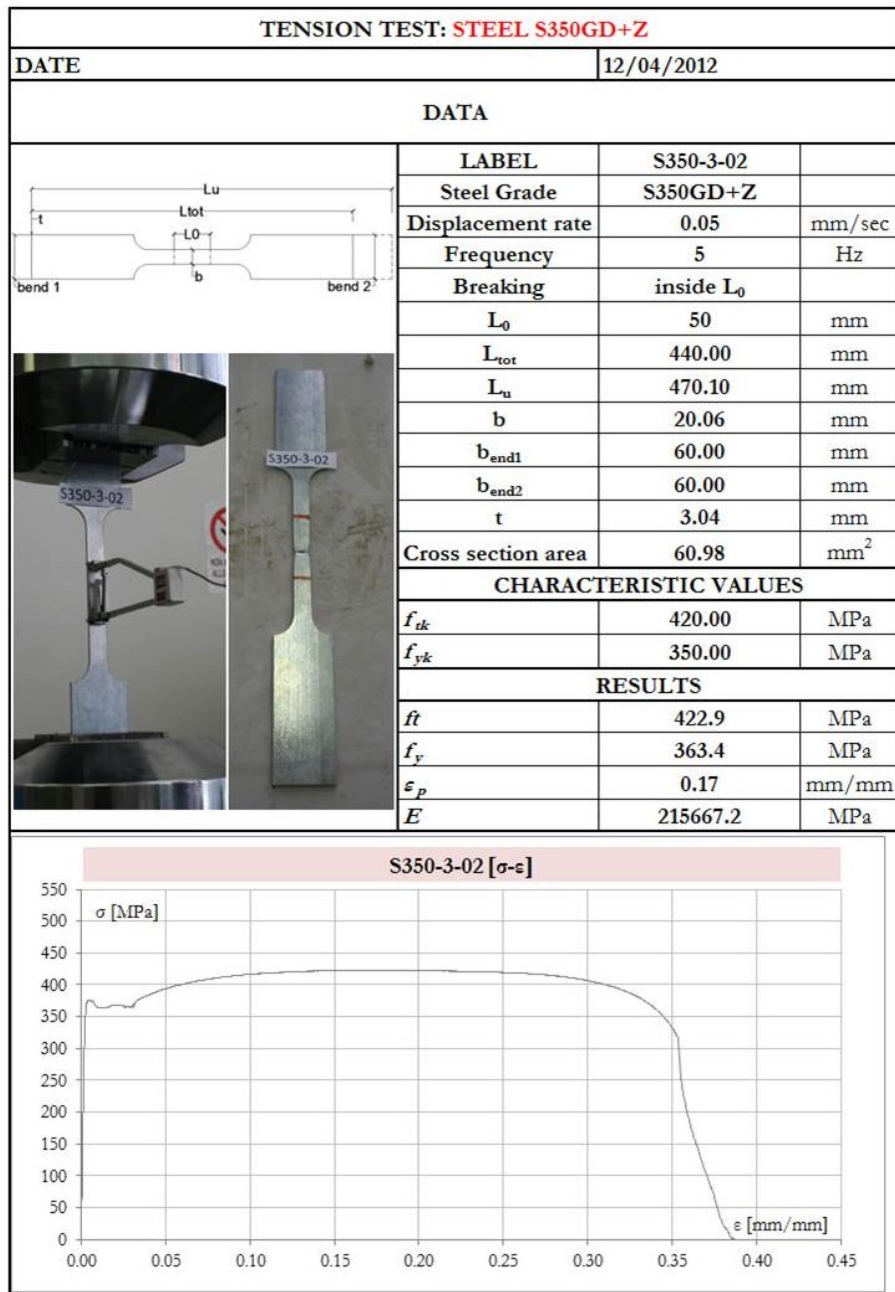 TENSION TEST: STEEL S350GD+Z
DATE 12/04/2012
DATA
Lu
Ltot
t
L0
b
bend 1 bend 2
S350-3-02
S350-3-02
LABEL S350-3-02
Steel Grade S350GD+Z
Displacement rate 0.05 mm/sec
Frequency 5 Hz
Breaking inside L₀
L₀ 50 mm
Lₜₒₜ 440.00 mm
Lᵤ 470.10 mm
b 20.06 mm
bend1 60.00 mm
bend2 60.00 mm
t 3.04 mm
Cross section area 60.98 mm²
CHARACTERISTIC VALUES
ftk 420.00 MPa
fyk 350.00 MPa
RESULTS
ft 422.9 MPa
fy 363.4 MPa
εp 0.17 mm/mm
E 215667.2 MPa
S350-3-02 [σ-ε]
σ [MPa]
550
500
450
400
350
300
250
200
150
100
50
0
ε [mm/mm]
0.00 0.05 0.10 0.15 0.20 0.25 0.30 0.35 0.40 0.45